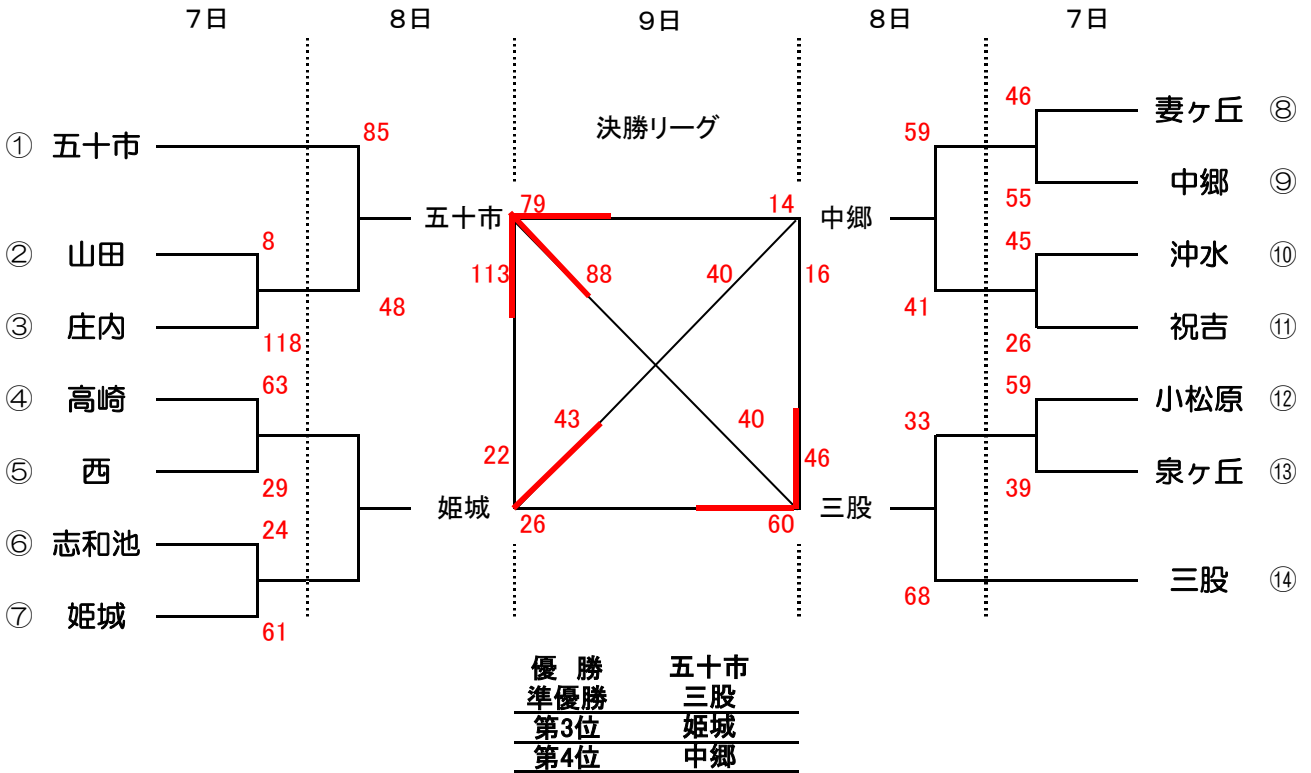 7日 8日 9日 8日 7日
決勝リーグ
46 妻ヶ丘 ⑧
① 五十市 85 59
55 中郷 ⑨
五十市 79 14 中郷
② 山田 8 45 沖水 ⑩
113 88 40 16
48 41
③ 庄内 118 26 祝吉 ⑪
④ 高崎 63 59 小松原 ⑫
43 40 33
22 46
⑤ 西 29 39 泉ヶ丘 ⑬
姫城 26 60 三股
⑥ 志和池 24
68 三股 ⑭
⑦ 姫城 61
優 勝 五十市
準優勝 三股
第3位 姫城
第4位 中郷